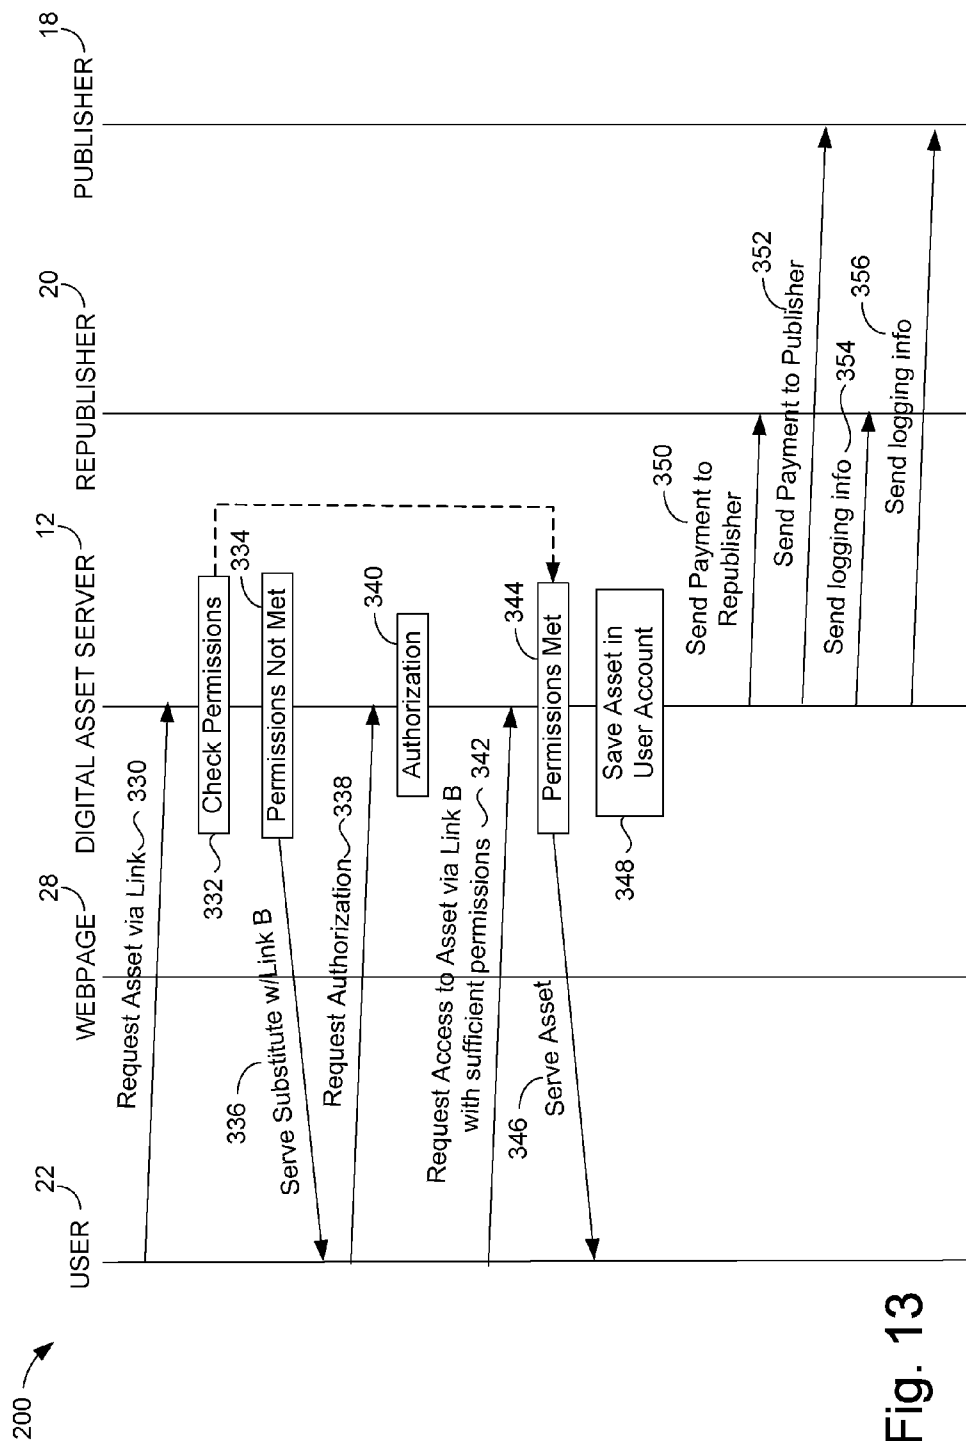 200
USER 22
WEBPAGE 28
DIGITAL ASSET SERVER 12
REPUBLISHER 20
PUBLISHER 18
Request Asset via Link 330
332
Check Permissions
334
Permissions Not Met
336
Serve Substitute w/Link B
Request Authorization 338
340
Authorization
Request Access to Asset via Link B
with sufficient permissions 342
344
Permissions Met
346
Serve Asset
348
Save Asset in
User Account
350
Send Payment to
Republisher
352
Send Payment to Publisher
354
Send logging info
356
Send logging info
Fig. 13